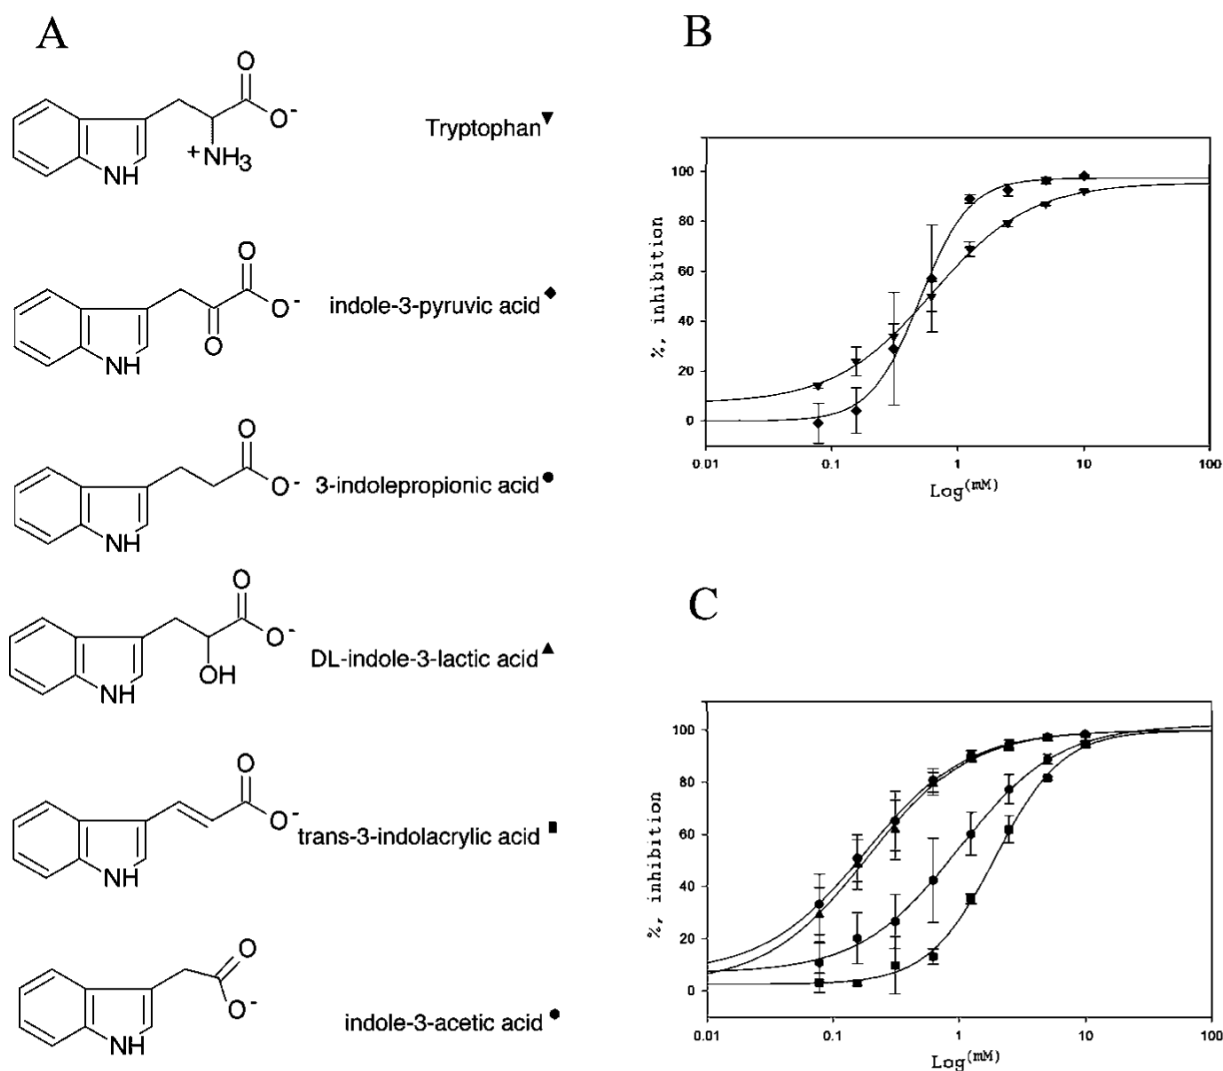 A
O
O-
+NH3
NH
Tryptophan
O
O-
O
NH
indole-3-pyruvic acid
O
O-
NH
3-indolepropionic acid
O
O-
OH
NH
DL-indole-3-lactic acid
O
O-
NH
trans-3-indolacrylic acid
O
O-
NH
indole-3-acetic acid
B
%, inhibition
100
80
60
40
20
0
0.01 0.1 1 10 100
Log(mM)
C
%, inhibition
100
80
60
40
20
0
0.01 0.1 1 10 100
Log(mM)